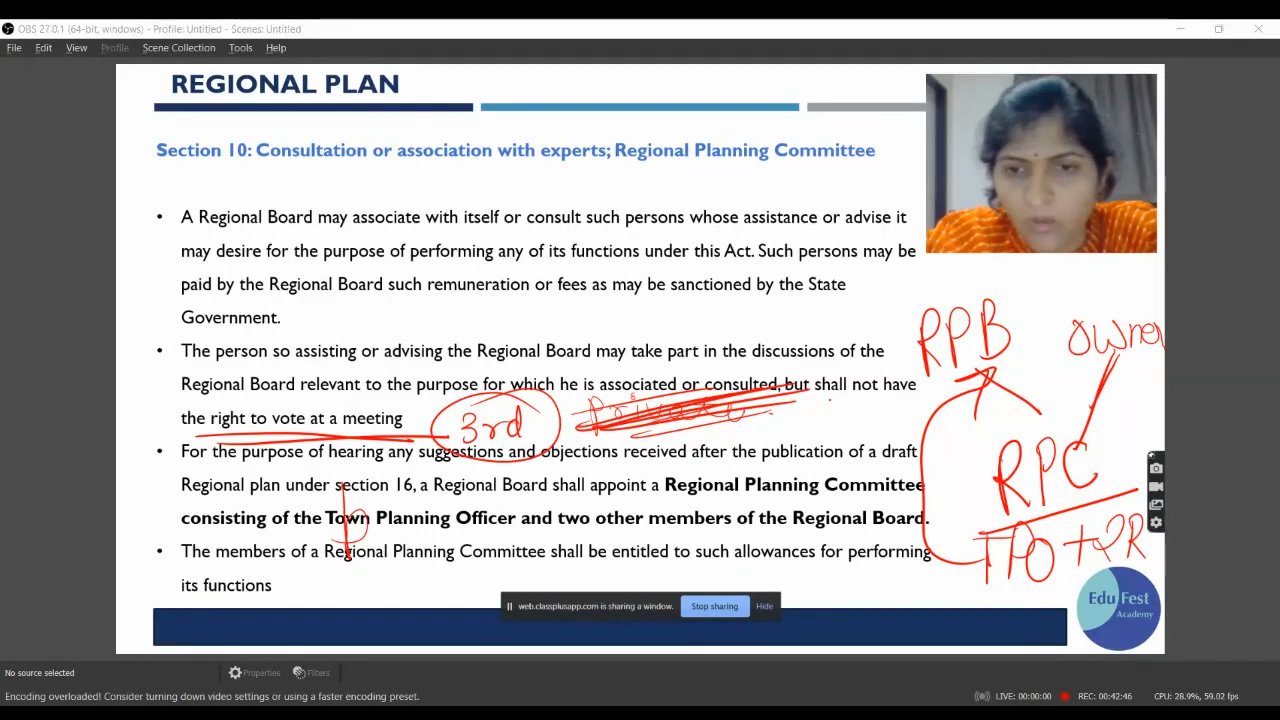 OBS 27.0.1 (64-bit, windows) - Profile: Untitled - Scenes: Untitled
File Edit View Profile Scene Collection Tools Help
REGIONAL PLAN
Section 10: Consultation or association with experts; Regional Planning Committee
• A Regional Board may associate with itself or consult such persons whose assistance or advise it
may desire for the purpose of performing any of its functions under this Act. Such persons may be
paid by the Regional Board such remuneration or fees as may be sanctioned by the State
Government.
RPB
owner
• The person so assisting or advising the Regional Board may take part in the discussions of the
Regional Board relevant to the purpose for which he is associated or consulted, but shall not have
the right to vote at a meeting
3rd
• For the purpose of hearing any suggestions and objections received after the publication of a draft
Regional plan under section 16, a Regional Board shall appoint a Regional Planning Committee
consisting of the Town Planning Officer and two other members of the Regional Board.
RPC
TPO + 2R
• The members of a Regional Planning Committee shall be entitled to such allowances for performing
its functions
web.classplusapp.com is sharing a window. Stop sharing Hide
Edu Fest
Academy
No source selected Properties Filters
Encoding overloaded! Consider turning down video settings or using a faster encoding preset. LIVE: 00:00:00 REC: 00:42:46 CPU: 28.9%, 59.02 fps